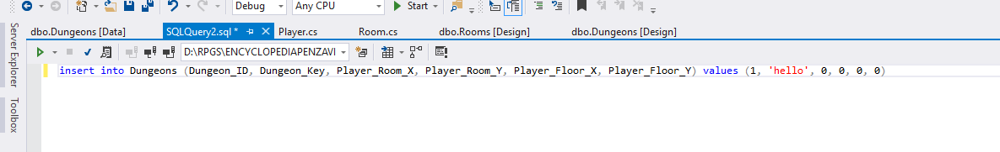 Debug Any CPU Start
dbo.Dungeons [Data] SQLQuery2.sql * Player.cs Room.cs dbo.Rooms [Design] dbo.Dungeons [Design]
D:\RPGS\ENCYCLOPEDIAPENZAVI
insert into Dungeons (Dungeon_ID, Dungeon_Key, Player_Room_X, Player_Room_Y, Player_Floor_X, Player_Floor_Y) values (1, 'hello', 0, 0, 0, 0)
Server Explorer
Toolbox